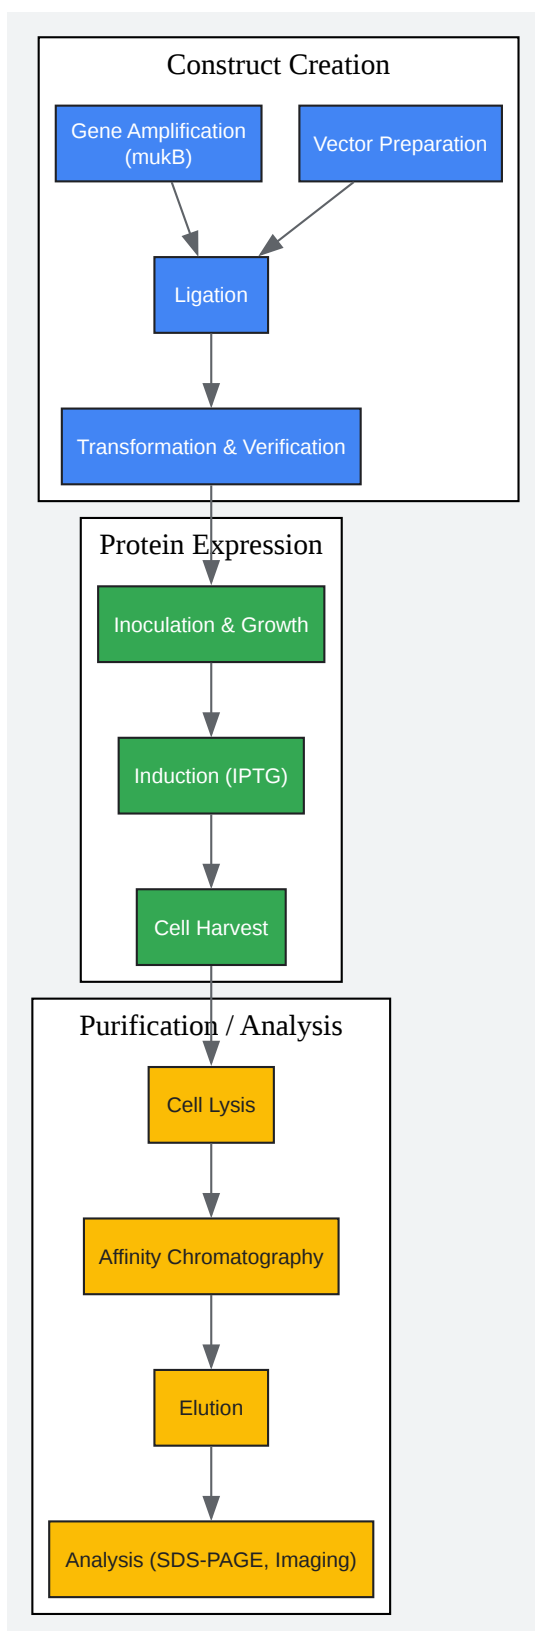 Construct Creation
Gene Amplification
(mukB)
Vector Preparation
Ligation
Transformation & Verification
Protein Expression
Inoculation & Growth
Induction (IPTG)
Cell Harvest
Purification / Analysis
Cell Lysis
Affinity Chromatography
Elution
Analysis (SDS-PAGE, Imaging)